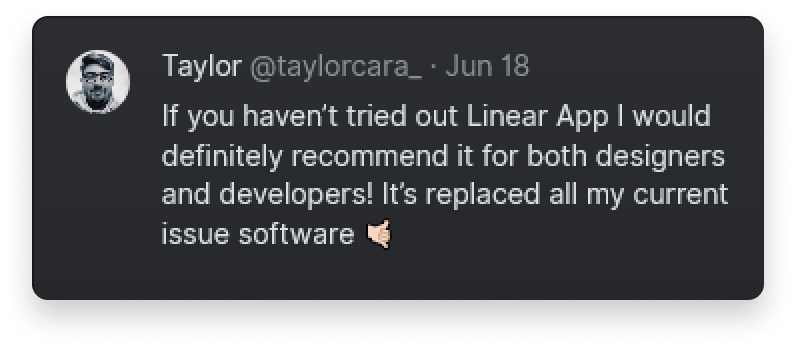 Taylor @taylorcara_ · Jun 18
If you haven’t tried out Linear App I would
definitely recommend it for both designers
and developers! It’s replaced all my current
issue software 🤙🏻